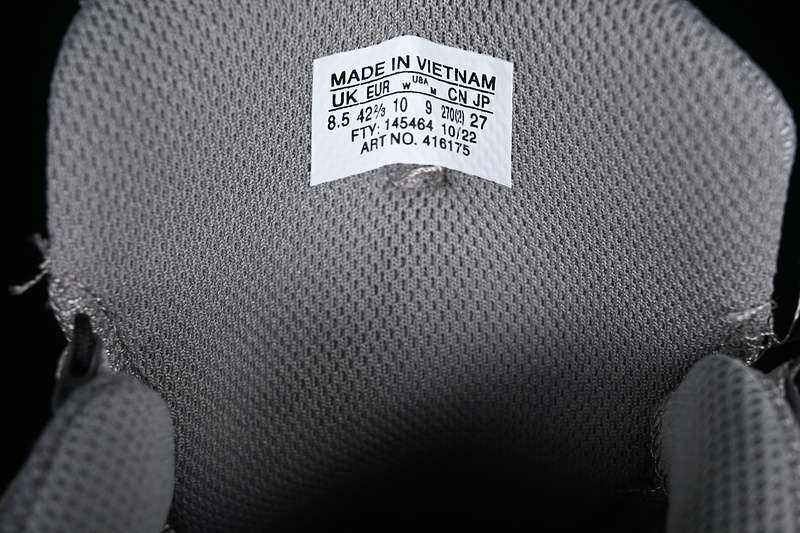 MADE IN VIETNAM
UK EUR W USA M CN JP
8.5 42⅔ 10 9 270(2) 27
FTY: 145464 10/22
ART NO. 416175